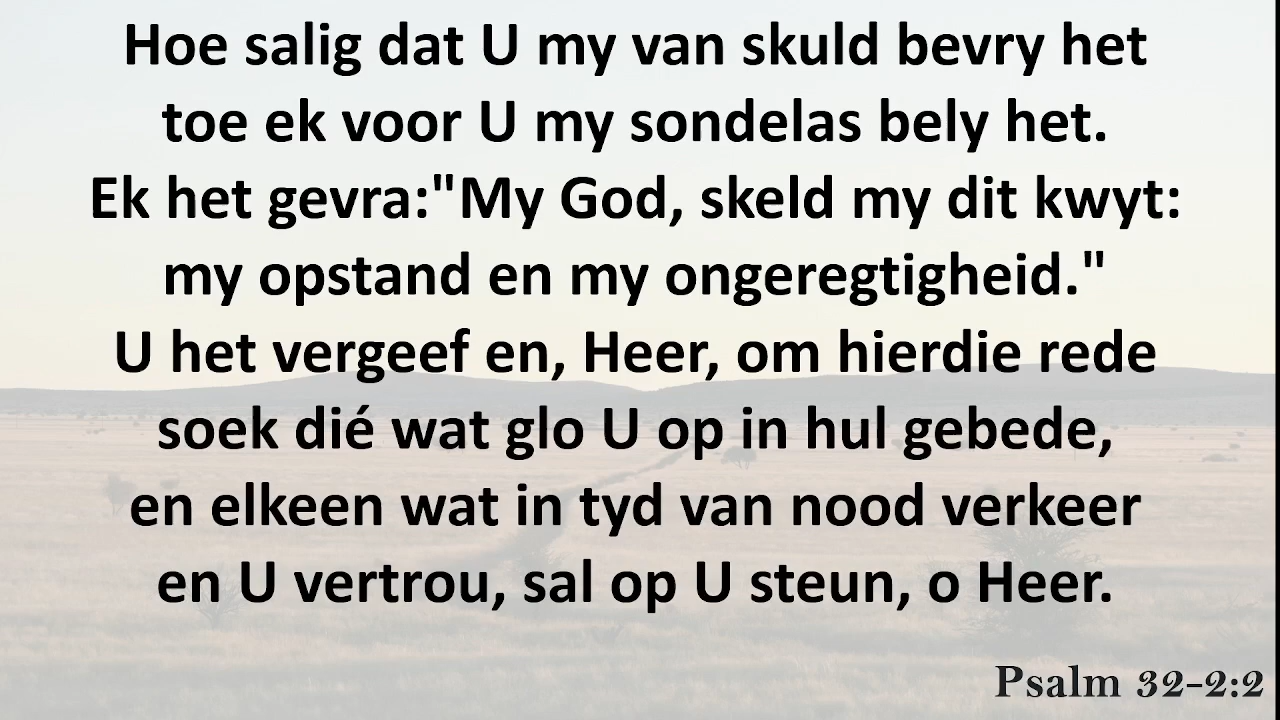 Hoe salig dat U my van skuld bevry het
toe ek voor U my sondelas bely het.
Ek het gevra:"My God, skeld my dit kwyt:
my opstand en my ongeregtigheid."
U het vergeef en, Heer, om hierdie rede
soek dié wat glo U op in hul gebede,
en elkeen wat in tyd van nood verkeer
en U vertrou, sal op U steun, o Heer.
Psalm 32-2:2